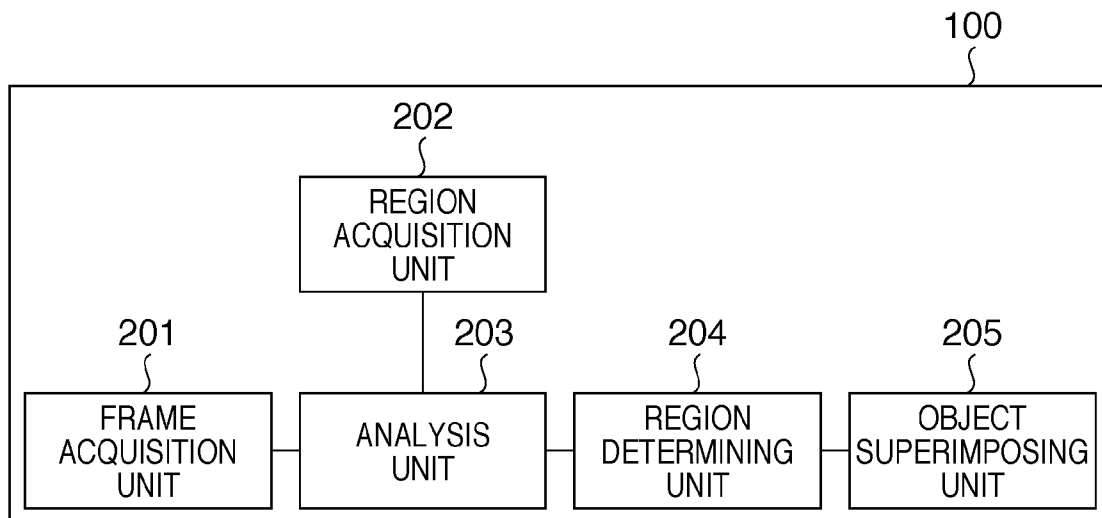 100
202
REGION
ACQUISITION
UNIT
201
FRAME
ACQUISITION
UNIT
203
ANALYSIS
UNIT
204
REGION
DETERMINING
UNIT
205
OBJECT
SUPERIMPOSING
UNIT